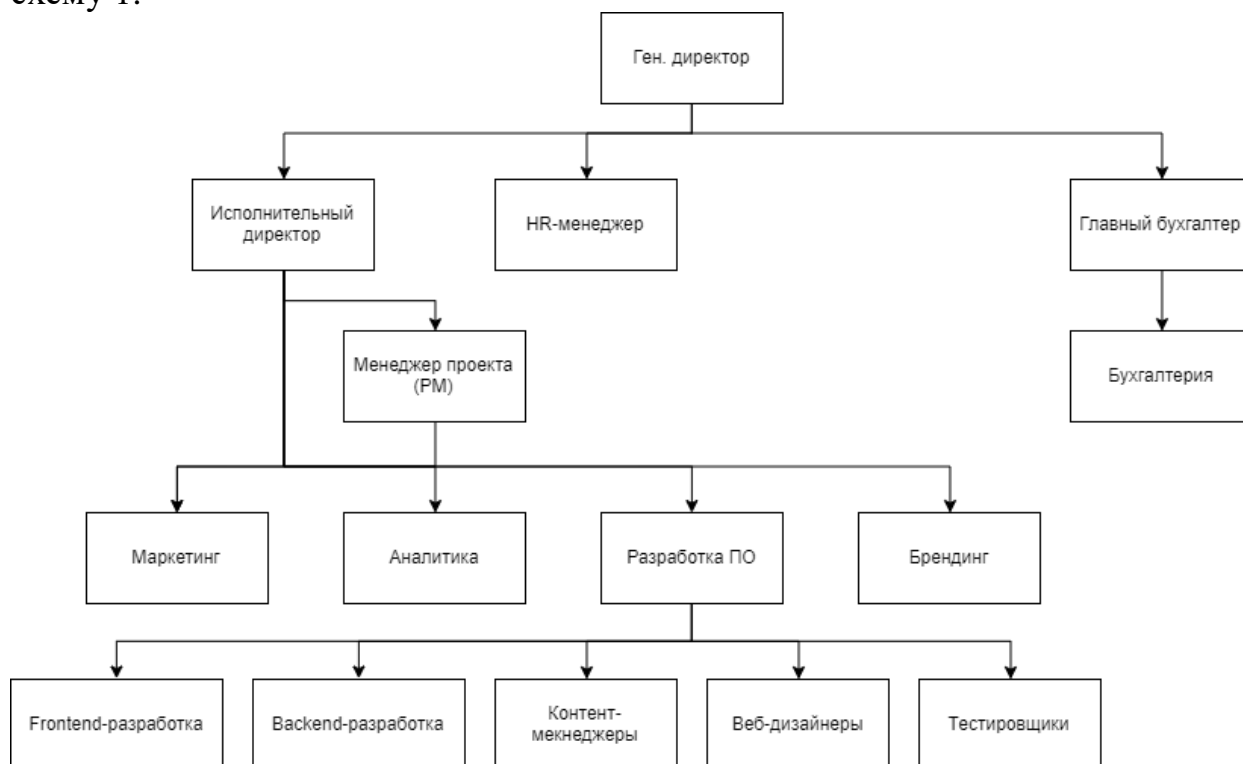 схему 1.
Ген. директор
Исполнительный
директор
HR-менеджер
Главный бухгалтер
Менеджер проекта
(PM)
Бухгалтерия
Маркетинг
Аналитика
Разработка ПО
Брендинг
Frontend-разработка
Backend-разработка
Контент-
мекнеджеры
Веб-дизайнеры
Тестировщики